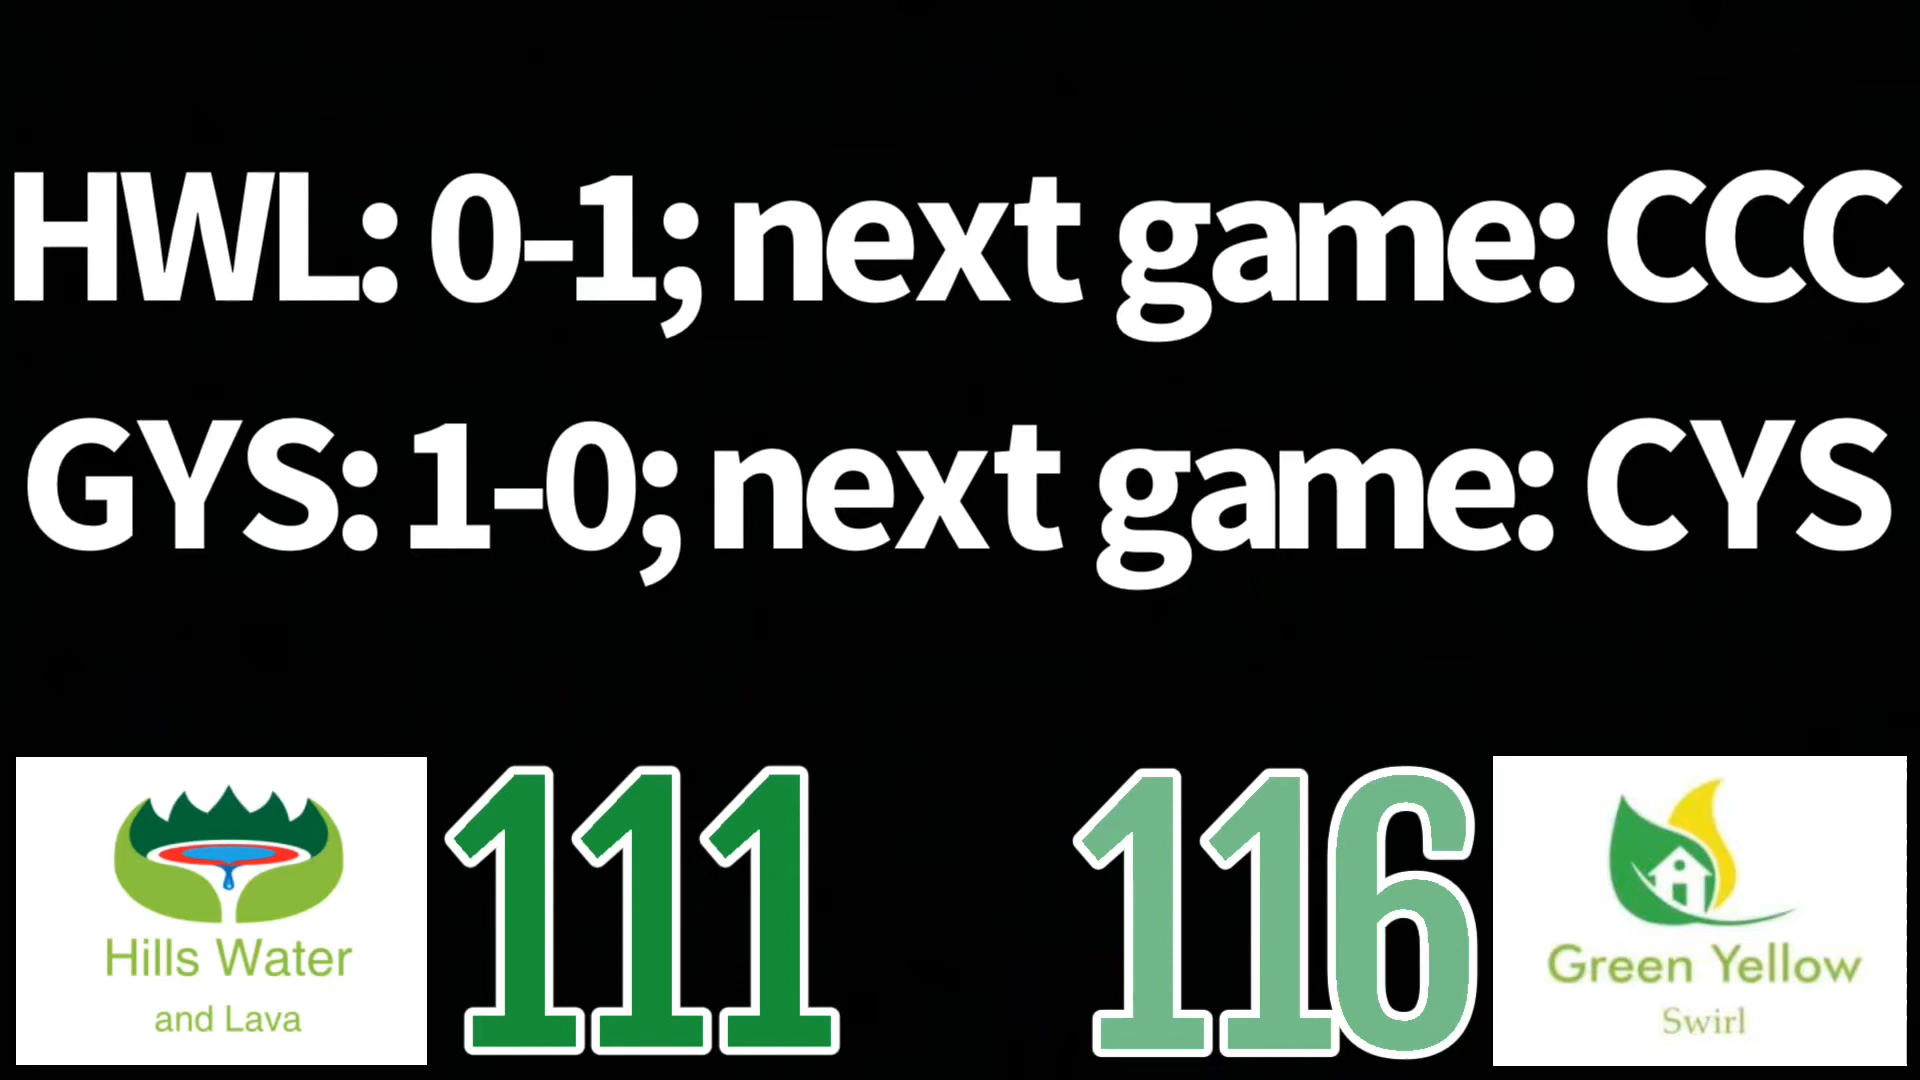 HWL: 0-1; next game: CCC
GYS: 1-0; next game: CYS
111
116
Hills Water
and Lava
Green Yellow
Swirl